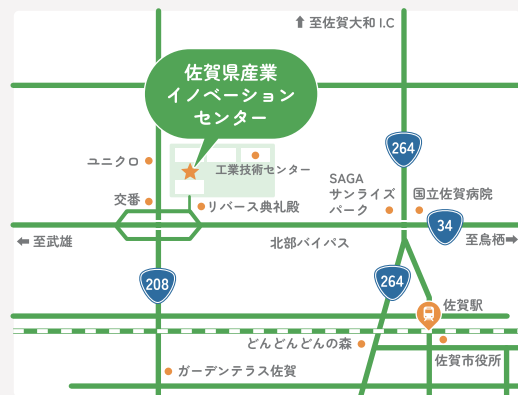 至佐賀大和 I.C
佐賀県産業
イノベーション
センター
264
ユニクロ
工業技術センター
SAGA
サンライズ
パーク
国立佐賀病院
交番
リバース典礼殿
34
至武雄
北部バイパス
至鳥栖
208
264
佐賀駅
どんどんどんの森
佐賀市役所
ガーデンテラス佐賀